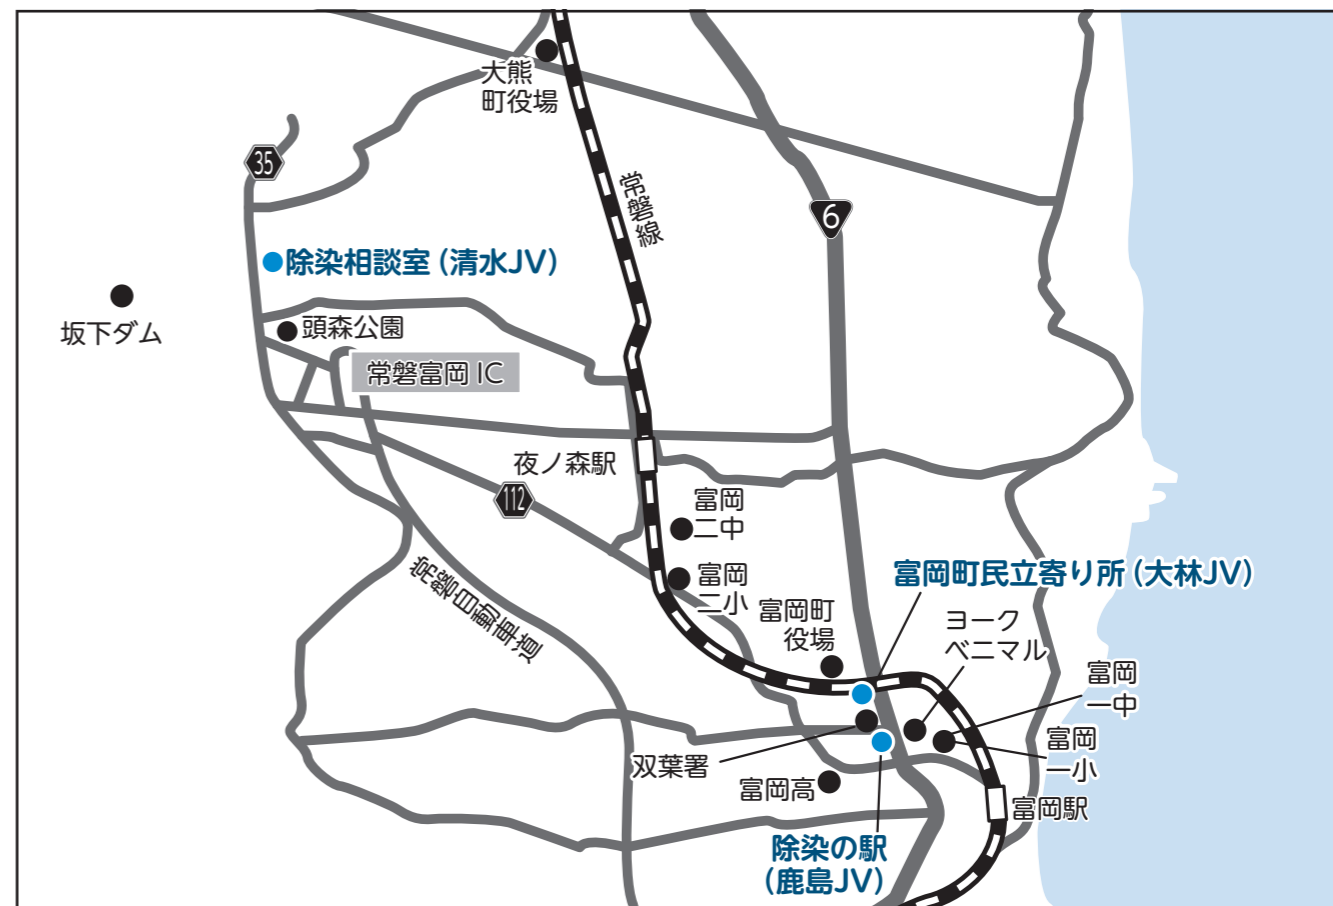 大熊
町役場
35
常磐線
6
除染相談室（清水JV）
坂下ダム
頭森公園
常磐富岡 IC
夜ノ森駅
112
富岡
二中
富岡
二小
常磐自動車道
富岡町民立寄り所（大林JV）
富岡町
役場
ヨーク
ベニマル
富岡
一中
富岡
一小
双葉署
富岡高
富岡駅
除染の駅
（鹿島JV）